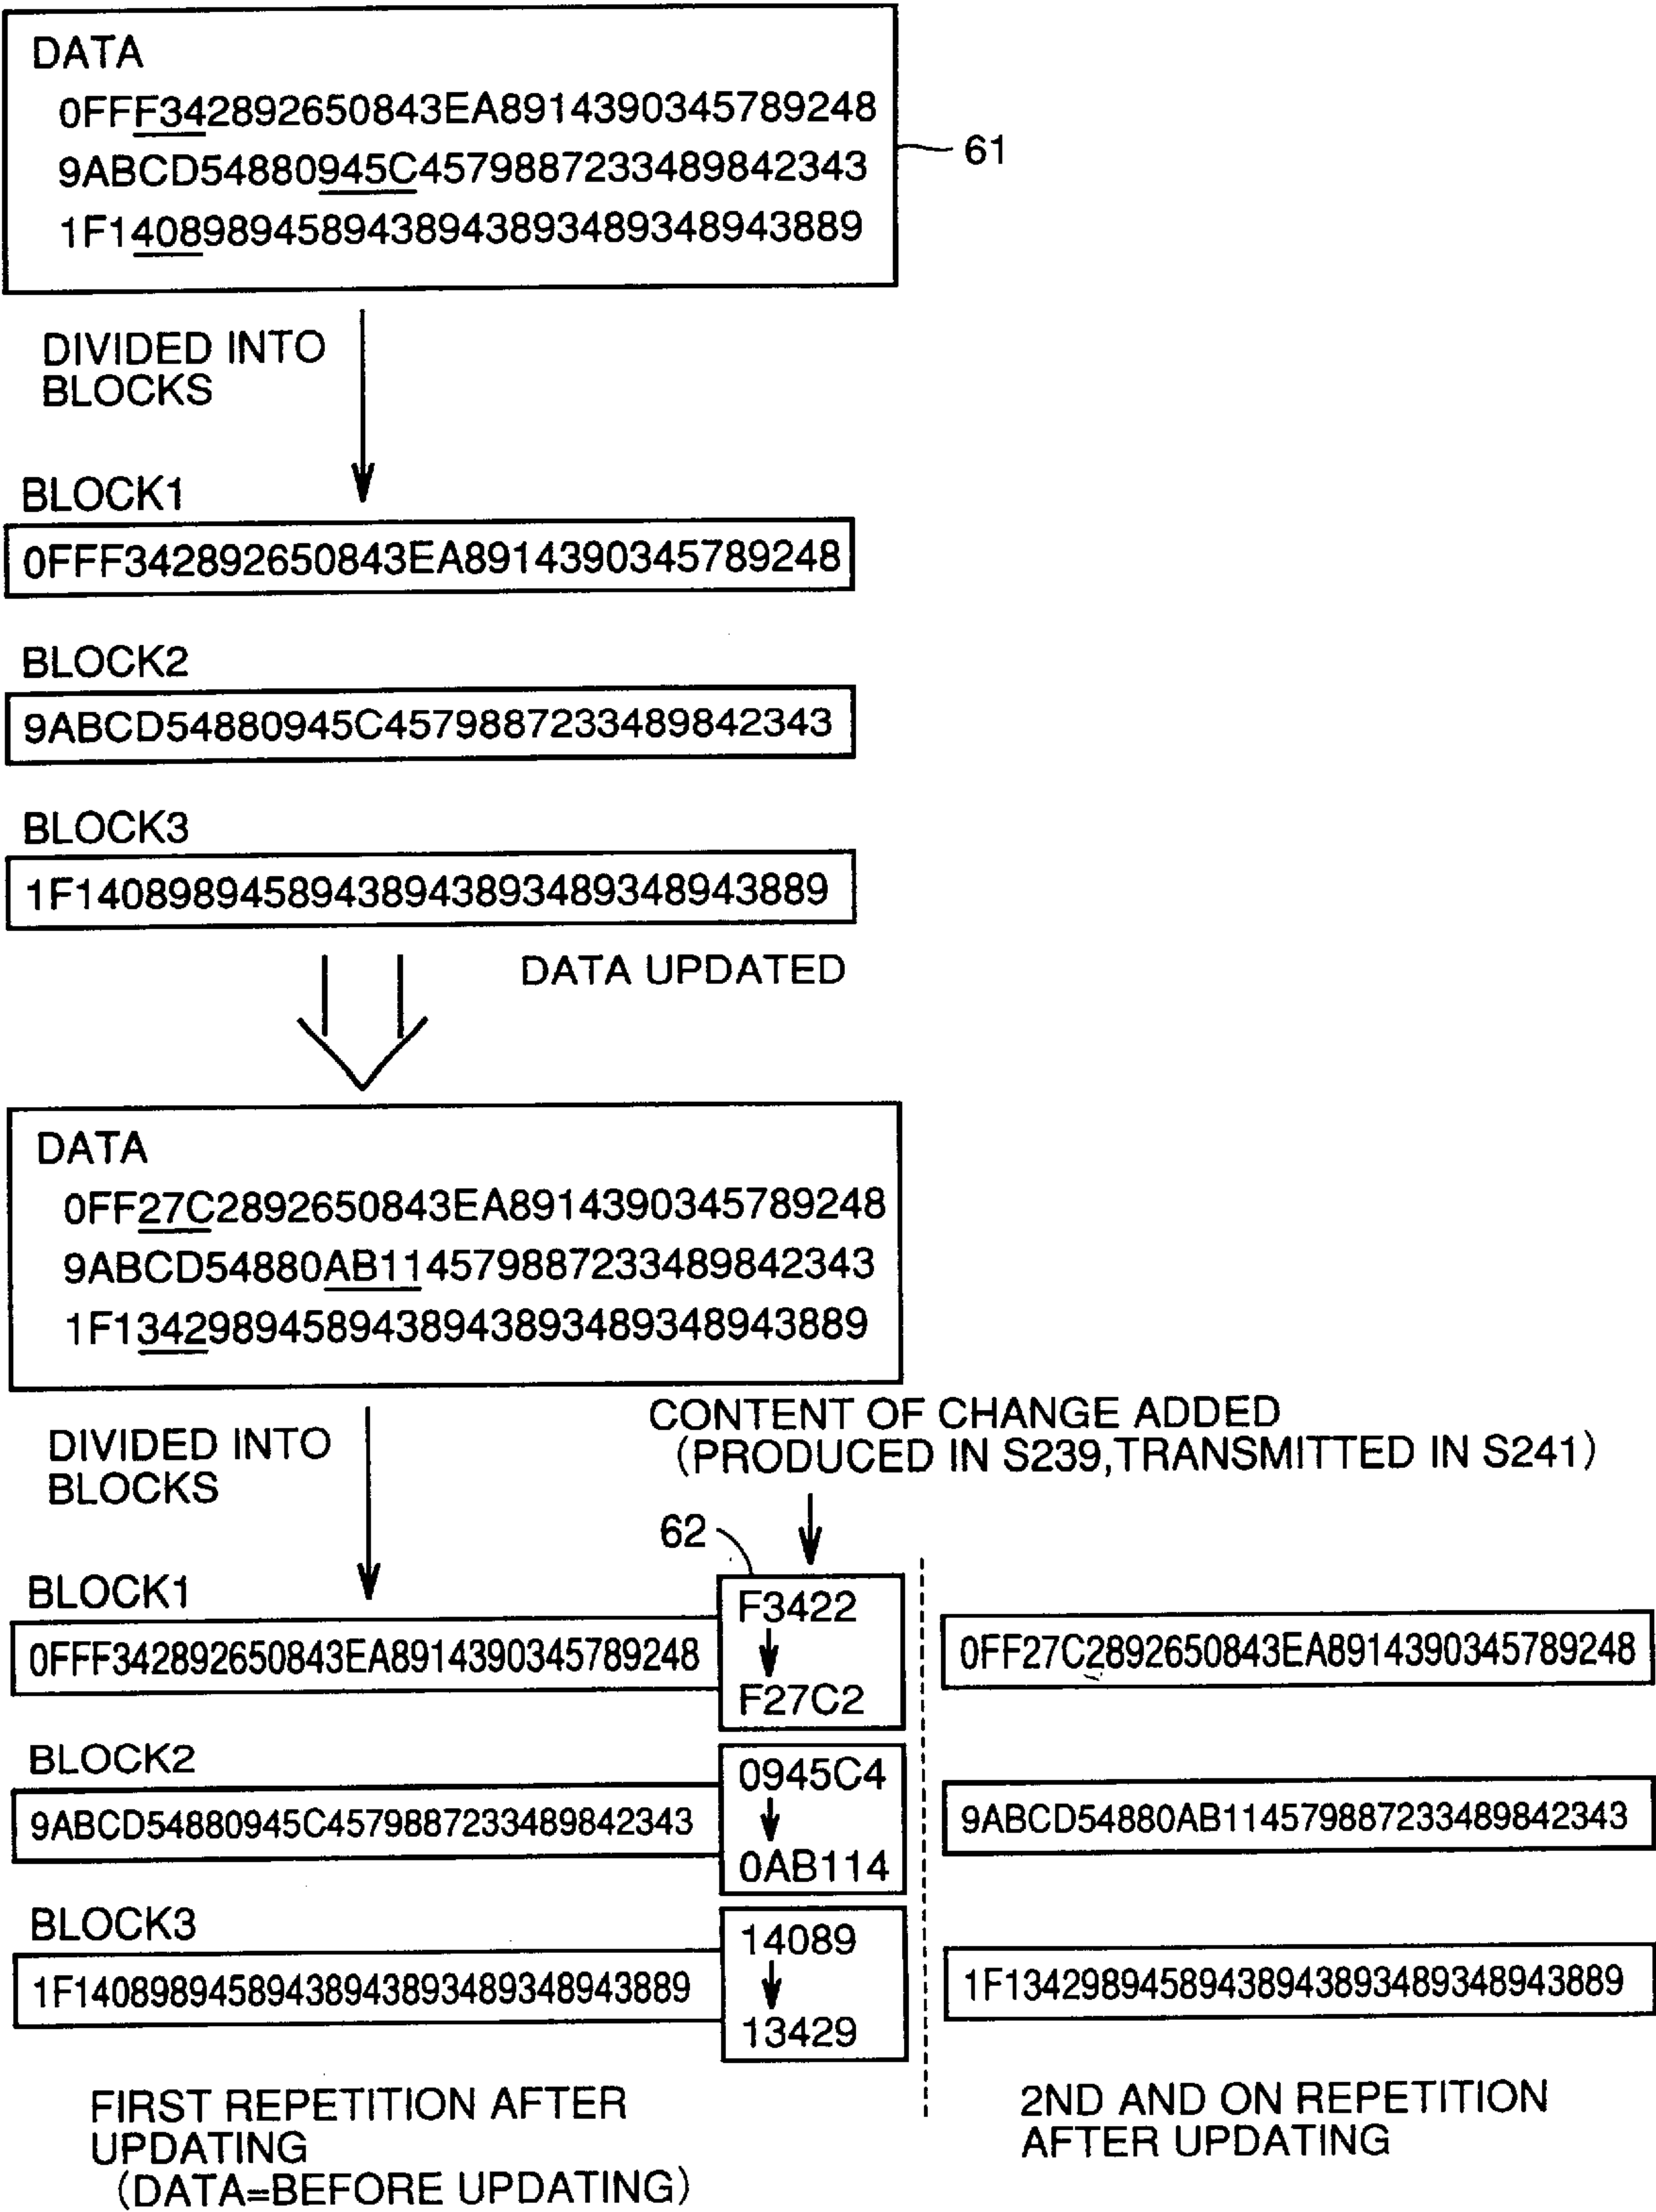 DATA
0FFF342892650843EA8914390345789248
9ABCD54880945C4579887233489842343
1F1408989458943894389348934894 3889
61
DIVIDED INTO
BLOCKS
BLOCK1
0FFF342892650843EA8914390345789248
BLOCK2
9ABCD54880945C4579887233489842343
BLOCK3
1F14089894589438943893489348943889
DATA UPDATED
DATA
0FF27C2892650843EA8914390345789248
9ABCD54880AB114579887233489842343
1F13429894589438943893489348943889
DIVIDED INTO
BLOCKS
CONTENT OF CHANGE ADDED
(PRODUCED IN S239,TRANSMITTED IN S241)
62
BLOCK1
0FFF342892650843EA8914390345789248
F3422
F27C2
0FF27C2892650843EA8914390345789248
BLOCK2
9ABCD54880945C4579887233489842343
0945C4
0AB114
9ABCD54880AB114579887233489842343
BLOCK3
1F14089894589438943893489348943889
14089
13429
1F13429894589438943893489348943889
FIRST REPETITION AFTER
UPDATING
(DATA=BEFORE UPDATING)
2ND AND ON REPETITION
AFTER UPDATING